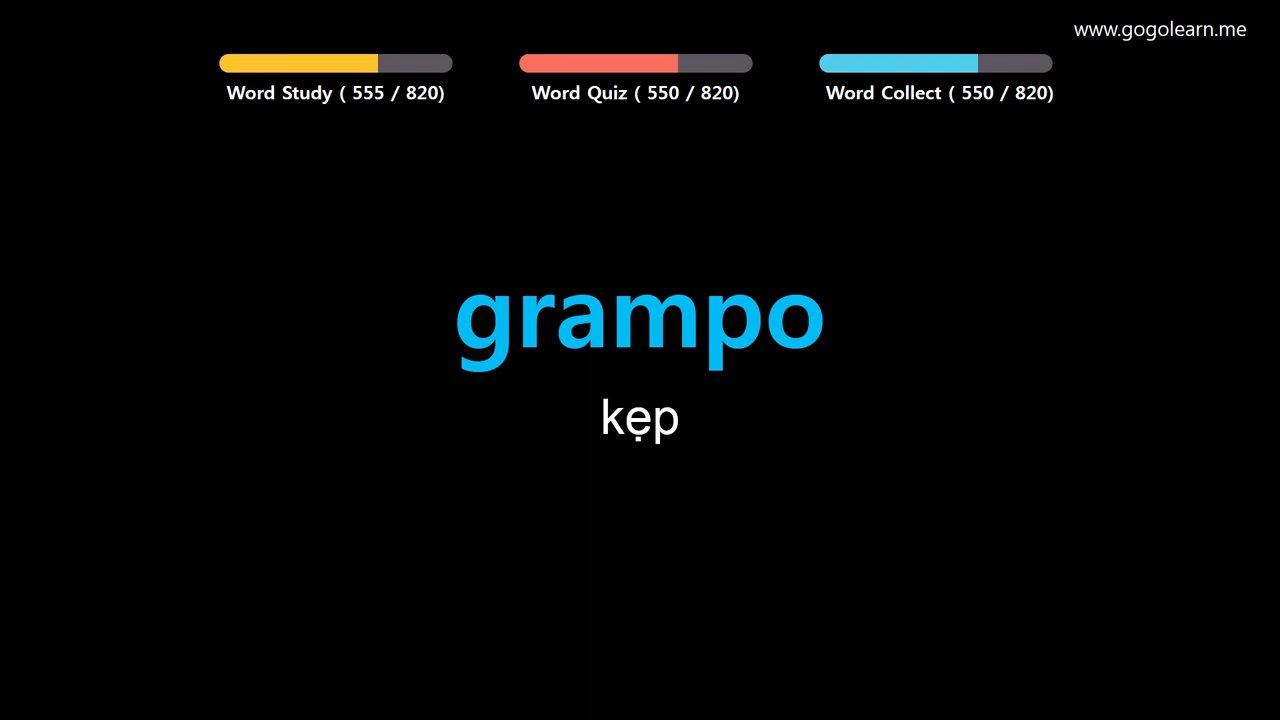 www.gogolearn.me
Word Study ( 555 / 820)
Word Quiz ( 550 / 820)
Word Collect ( 550 / 820)
grampo
kẹp